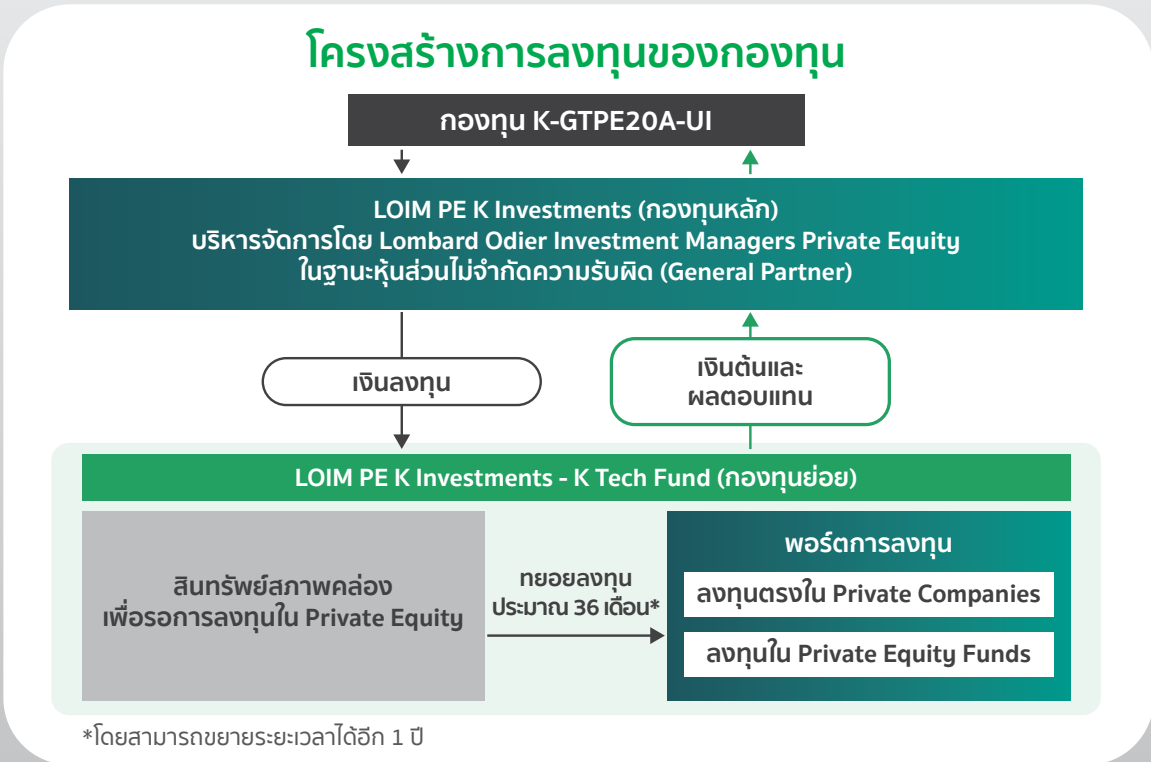 โครงสร้างการลงทุนของกองทุน
กองทุน K-GTPE20A-UI
LOIM PE K Investments (กองทุนหลัก)
บริหารจัดการโดย Lombard Odier Investment Managers Private Equity
ในฐานะหุ้นส่วนไม่จำกัดความรับผิด (General Partner)
เงินลงทุน
เงินต้นและ
ผลตอบแทน
LOIM PE K Investments - K Tech Fund (กองทุนย่อย)
สินทรัพย์สภาพคล่อง
เพื่อรอการลงทุนใน Private Equity
ทยอยลงทุน
ประมาณ 36 เดือน*
พอร์ตการลงทุน
ลงทุนตรงใน Private Companies
ลงทุนใน Private Equity Funds
*โดยสามารถขยายระยะเวลาได้อีก 1 ปี